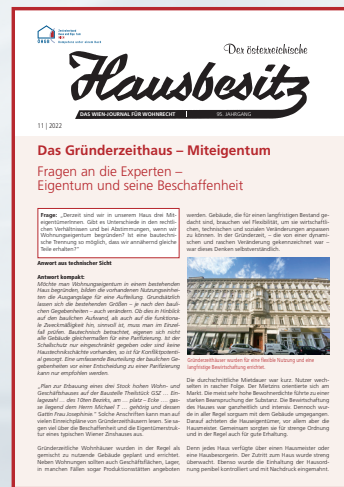 Der österreichische
Hausbesitz
DAS WIEN-JOURNAL FÜR WOHNRECHT
95. JAHRGANG
11 | 2022
Das Gründerzeithaus – Miteigentum
Fragen an die Experten –
Eigentum und seine Beschaffenheit
Frage: „Derzeit sind wir in unserem Haus drei Mit-
eigentümerInnen. Gibt es Unterschiede in den rechtli-
chen Verhältnissen und bei Abstimmungen, wenn wir
Wohnungseigentum begründen? Ist eine bautechni-
sche Trennung so möglich, dass wir annähernd gleiche
Teile erhalten?“
Antwort aus technischer Sicht
Antwort kompakt:
Möchte man Wohnungseigentum in einem bestehenden
Haus begründen, bilden die vorhandenen Nutzungseinhei-
ten die Ausgangslage für eine Aufteilung. Grundsätzlich
lassen sich die bestehenden Größen – je nach den bauli-
chen Gegebenheiten – auch verändern. Ob dies in Hinblick
auf den baulichen Aufwand, als auch auf die funktiona-
le Zweckmäßigkeit hin, sinnvoll ist, muss man im Einzel-
fall prüfen. Bautechnisch betrachtet, eigenen sich nicht
alle Gebäude gleichermaßen für eine Parifizierung. Ist der
Schallschutz nur eingeschränkt gegeben oder sind keine
Haustechnikschächte vorhanden, so ist für Konfliktpotenti-
al gesorgt. Eine umfassende Beurteilung der baulichen Ge-
gebenheiten vor einer Entscheidung zu einer Parifizierung
kann nur empfohlen werden.
„Plan zur Erbauung eines drei Stock hohen Wohn- und
Geschäftshauses auf der Baustelle Theilstück GSZ … Ein-
lagezahl … des 10ten Bezirks, am … platz - Ecke … gas-
se liegend dem Herrn Michael T … gehörig und dessen
Gattin Frau Josephine.“ Solche Anschriften kann man auf
vielen Einreichpläne von Gründerzeithäusern lesen. Sie sa-
gen viel über die Beschaffenheit und die Eigentümerstruk-
tur eines typischen Wiener Zinshauses aus.
Gründerzeitliche Wohnhäuser wurden in der Regel als
gemischt zu nutzende Gebäude geplant und errichtet.
Neben Wohnungen sollten auch Geschäftsflächen, Lager,
in manchen Fällen sogar Produktionsstätten angeboten
werden. Gebäude, die für einen langfristigen Bestand ge-
dacht sind, brauchen viel Flexibilität, um sie wirtschaftli-
chen, technischen und sozialen Veränderungen anpassen
zu können. In der Gründerzeit, – die von einer dynami-
schen und raschen Veränderung gekennzeichnet war –
war dieses Denken selbstverständlich.
Gründerzeithäuser wurden für eine flexible Nutzung und eine
langfristige Bewirtschaftung errichtet.
Die durchschnittliche Mietdauer war kurz. Nutzer wech-
selten in rascher Folge. Der Mietzins orientierte sich am
Markt. Die meist sehr hohe Bewohnerdichte führte zu einer
starken Beanspruchung der Substanz. Die Bewirtschaftung
des Hauses war ganzheitlich und intensiv. Dennoch wur-
de in aller Regel sorgsam mit dem Gebäude umgegangen.
Darauf achteten die Hauseigentümer, vor allem aber die
Hausmeister. Gemeinsam sorgten sie für strenge Ordnung
und in der Regel auch für gute Erhaltung.
Denn jedes Haus verfügte über einen Hausmeister oder
eine Hausbesorgerin. Der Zutritt zum Haus wurde streng
überwacht. Ebenso wurde die Einhaltung der Hausord-
nung penibel kontrolliert und mit Nachdruck eingemahnt.